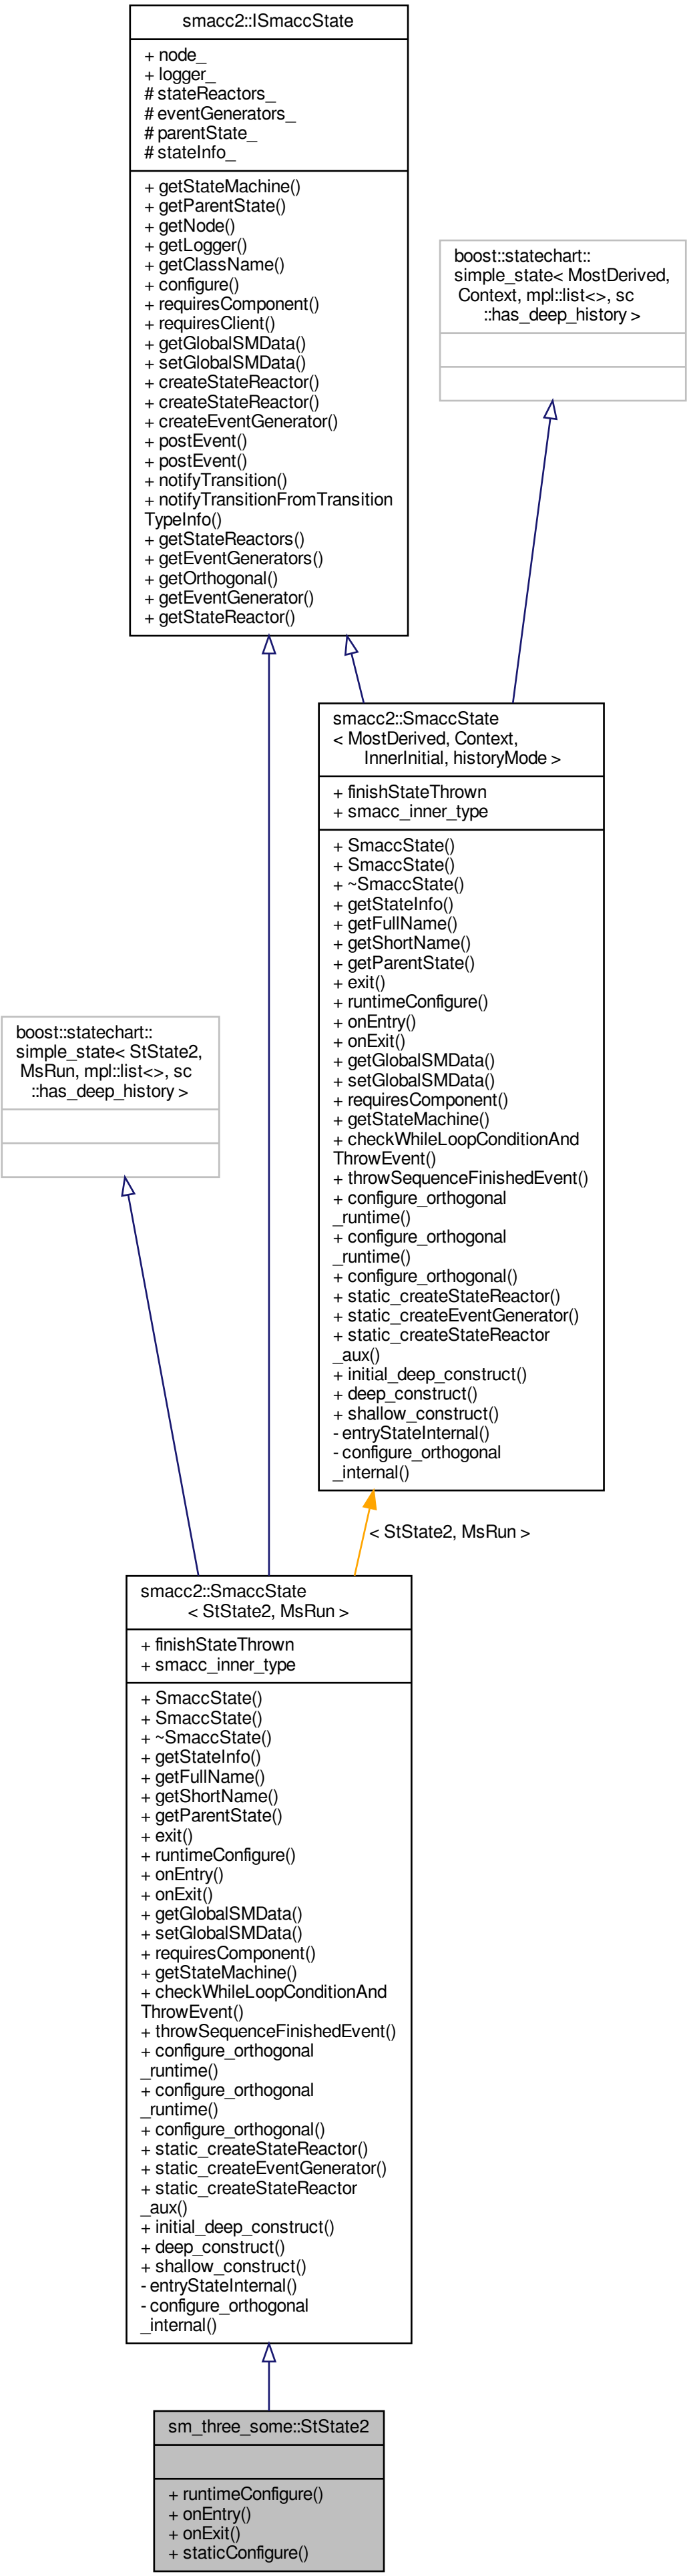 smacc2::ISmaccState
+ node_
+ logger_
# stateReactors_
# eventGenerators_
# parentState_
# stateInfo_
+ getStateMachine()
+ getParentState()
+ getNode()
+ getLogger()
+ getClassName()
+ configure()
+ requiresComponent()
+ requiresClient()
+ getGlobalSMData()
+ setGlobalSMData()
+ createStateReactor()
+ createStateReactor()
+ createEventGenerator()
+ postEvent()
+ postEvent()
+ notifyTransition()
+ notifyTransitionFromTransition
TypeInfo()
+ getStateReactors()
+ getEventGenerators()
+ getOrthogonal()
+ getEventGenerator()
+ getStateReactor()
boost::statechart::
simple_state< MostDerived,
Context, mpl::list<>, sc
::has_deep_history >
smacc2::SmaccState
< MostDerived, Context,
InnerInitial, historyMode >
+ finishStateThrown
+ smacc_inner_type
+ SmaccState()
+ SmaccState()
+ ~SmaccState()
+ getStateInfo()
+ getFullName()
+ getShortName()
+ getParentState()
+ exit()
+ runtimeConfigure()
+ onEntry()
+ onExit()
+ getGlobalSMData()
+ setGlobalSMData()
+ requiresComponent()
+ getStateMachine()
+ checkWhileLoopConditionAnd
ThrowEvent()
+ throwSequenceFinishedEvent()
+ configure_orthogonal
_runtime()
+ configure_orthogonal
_runtime()
+ configure_orthogonal()
+ static_createStateReactor()
+ static_createEventGenerator()
+ static_createStateReactor
_aux()
+ initial_deep_construct()
+ deep_construct()
+ shallow_construct()
- entryStateInternal()
- configure_orthogonal
_internal()
boost::statechart::
simple_state< StState2,
MsRun, mpl::list<>, sc
::has_deep_history >
< StState2, MsRun >
smacc2::SmaccState
< StState2, MsRun >
+ finishStateThrown
+ smacc_inner_type
+ SmaccState()
+ SmaccState()
+ ~SmaccState()
+ getStateInfo()
+ getFullName()
+ getShortName()
+ getParentState()
+ exit()
+ runtimeConfigure()
+ onEntry()
+ onExit()
+ getGlobalSMData()
+ setGlobalSMData()
+ requiresComponent()
+ getStateMachine()
+ checkWhileLoopConditionAnd
ThrowEvent()
+ throwSequenceFinishedEvent()
+ configure_orthogonal
_runtime()
+ configure_orthogonal
_runtime()
+ configure_orthogonal()
+ static_createStateReactor()
+ static_createEventGenerator()
+ static_createStateReactor
_aux()
+ initial_deep_construct()
+ deep_construct()
+ shallow_construct()
- entryStateInternal()
- configure_orthogonal
_internal()
sm_three_some::StState2
+ runtimeConfigure()
+ onEntry()
+ onExit()
+ staticConfigure()